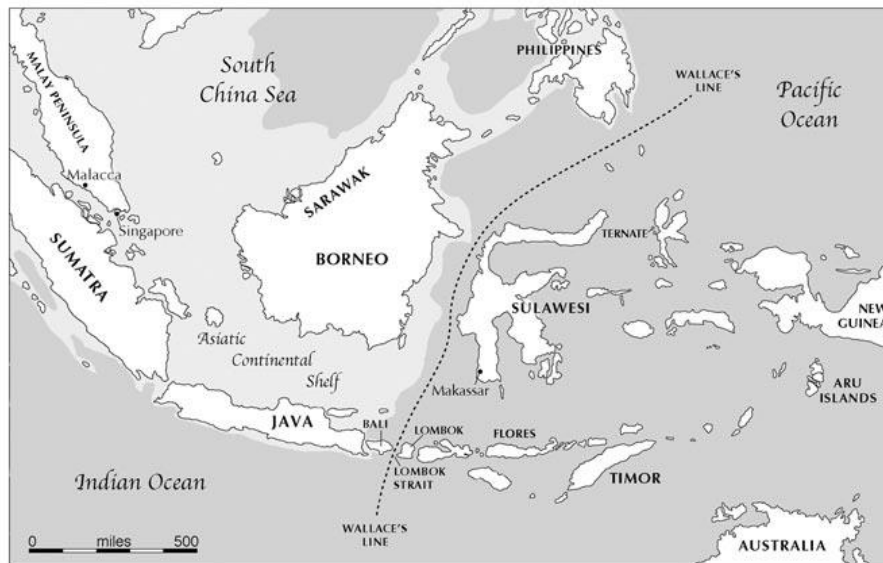 PHILIPPINES
WALLACE'S
LINE
Pacific
Ocean
South
China Sea
MALAY PENINSULA
Malacca
Singapore
SARAWAK
BORNEO
SUMATRA
TERNATE
SULAWESI
NEW
GUINEA
Asiatic
Continental
Shelf
Makassar
ARU
ISLANDS
JAVA
BALI
LOMBOK
FLORES
LOMBOK
STRAIT
TIMOR
Indian Ocean
WALLACE'S
LINE
0 miles 500
AUSTRALIA